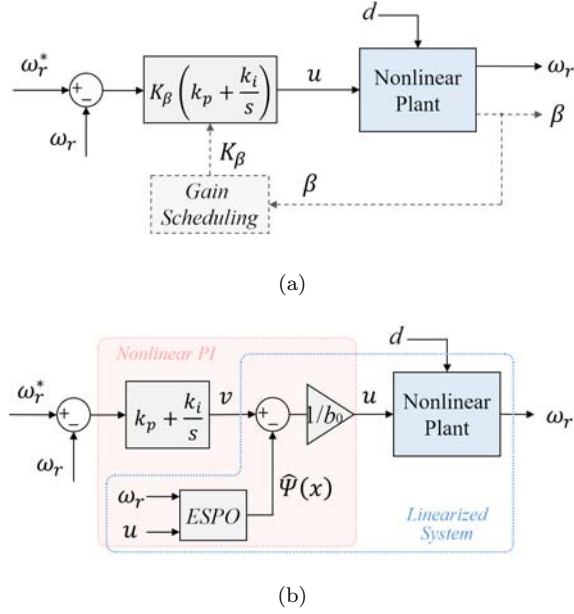 d
ω_r^*
+
−
K_β (k_p + k_i/s)
u
Nonlinear Plant
ω_r
β
ω_r
K_β
Gain Scheduling
β
(a)
Nonlinear PI
d
ω_r^*
+
−
k_p + k_i/s
v
+
−
1/b_0
u
Nonlinear Plant
ω_r
ω_r
ω_r
u
ESPO
Ψ̂(x)
Linearized System
(b)